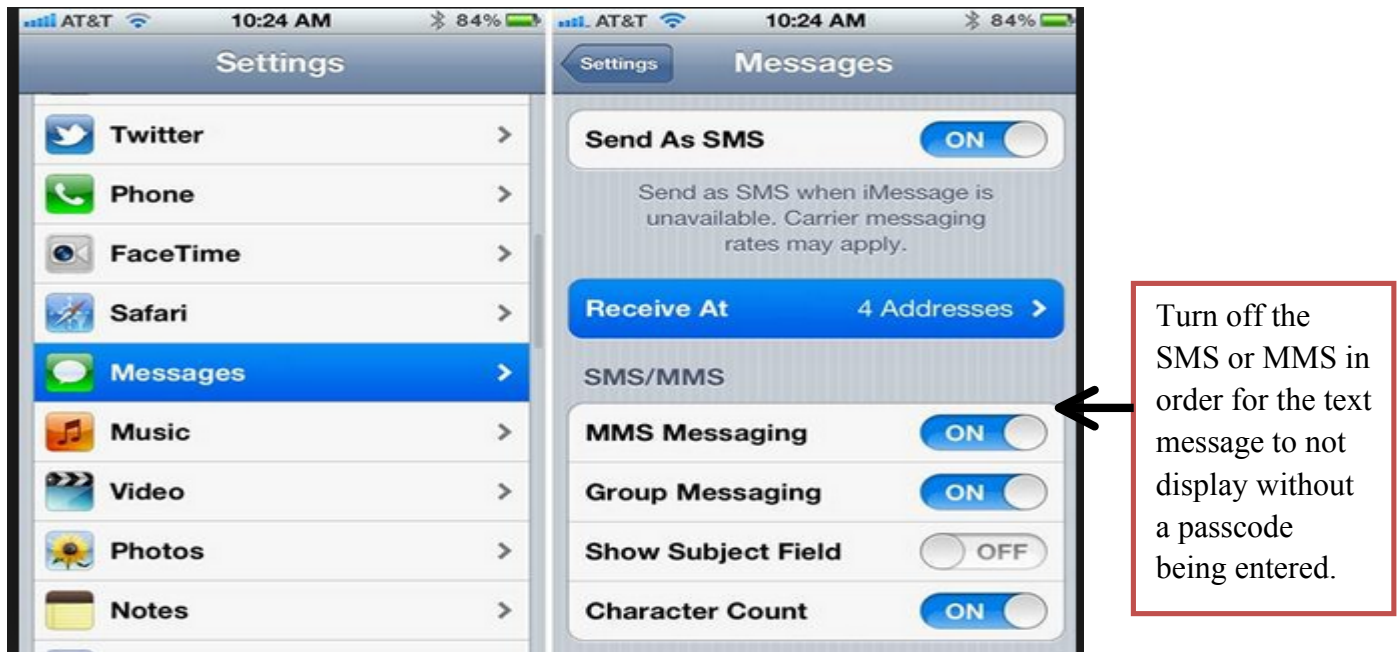 AT&T 10:24 AM 84%
Settings
Twitter
Phone
FaceTime
Safari
Messages
Music
Video
Photos
Notes
AT&T 10:24 AM 84%
Settings Messages
Send As SMS ON
Send as SMS when iMessage is
unavailable. Carrier messaging
rates may apply.
Receive At 4 Addresses
SMS/MMS
MMS Messaging ON
Group Messaging ON
Show Subject Field OFF
Character Count ON
Turn off the
SMS or MMS in
order for the text
message to not
display without
a passcode
being entered.